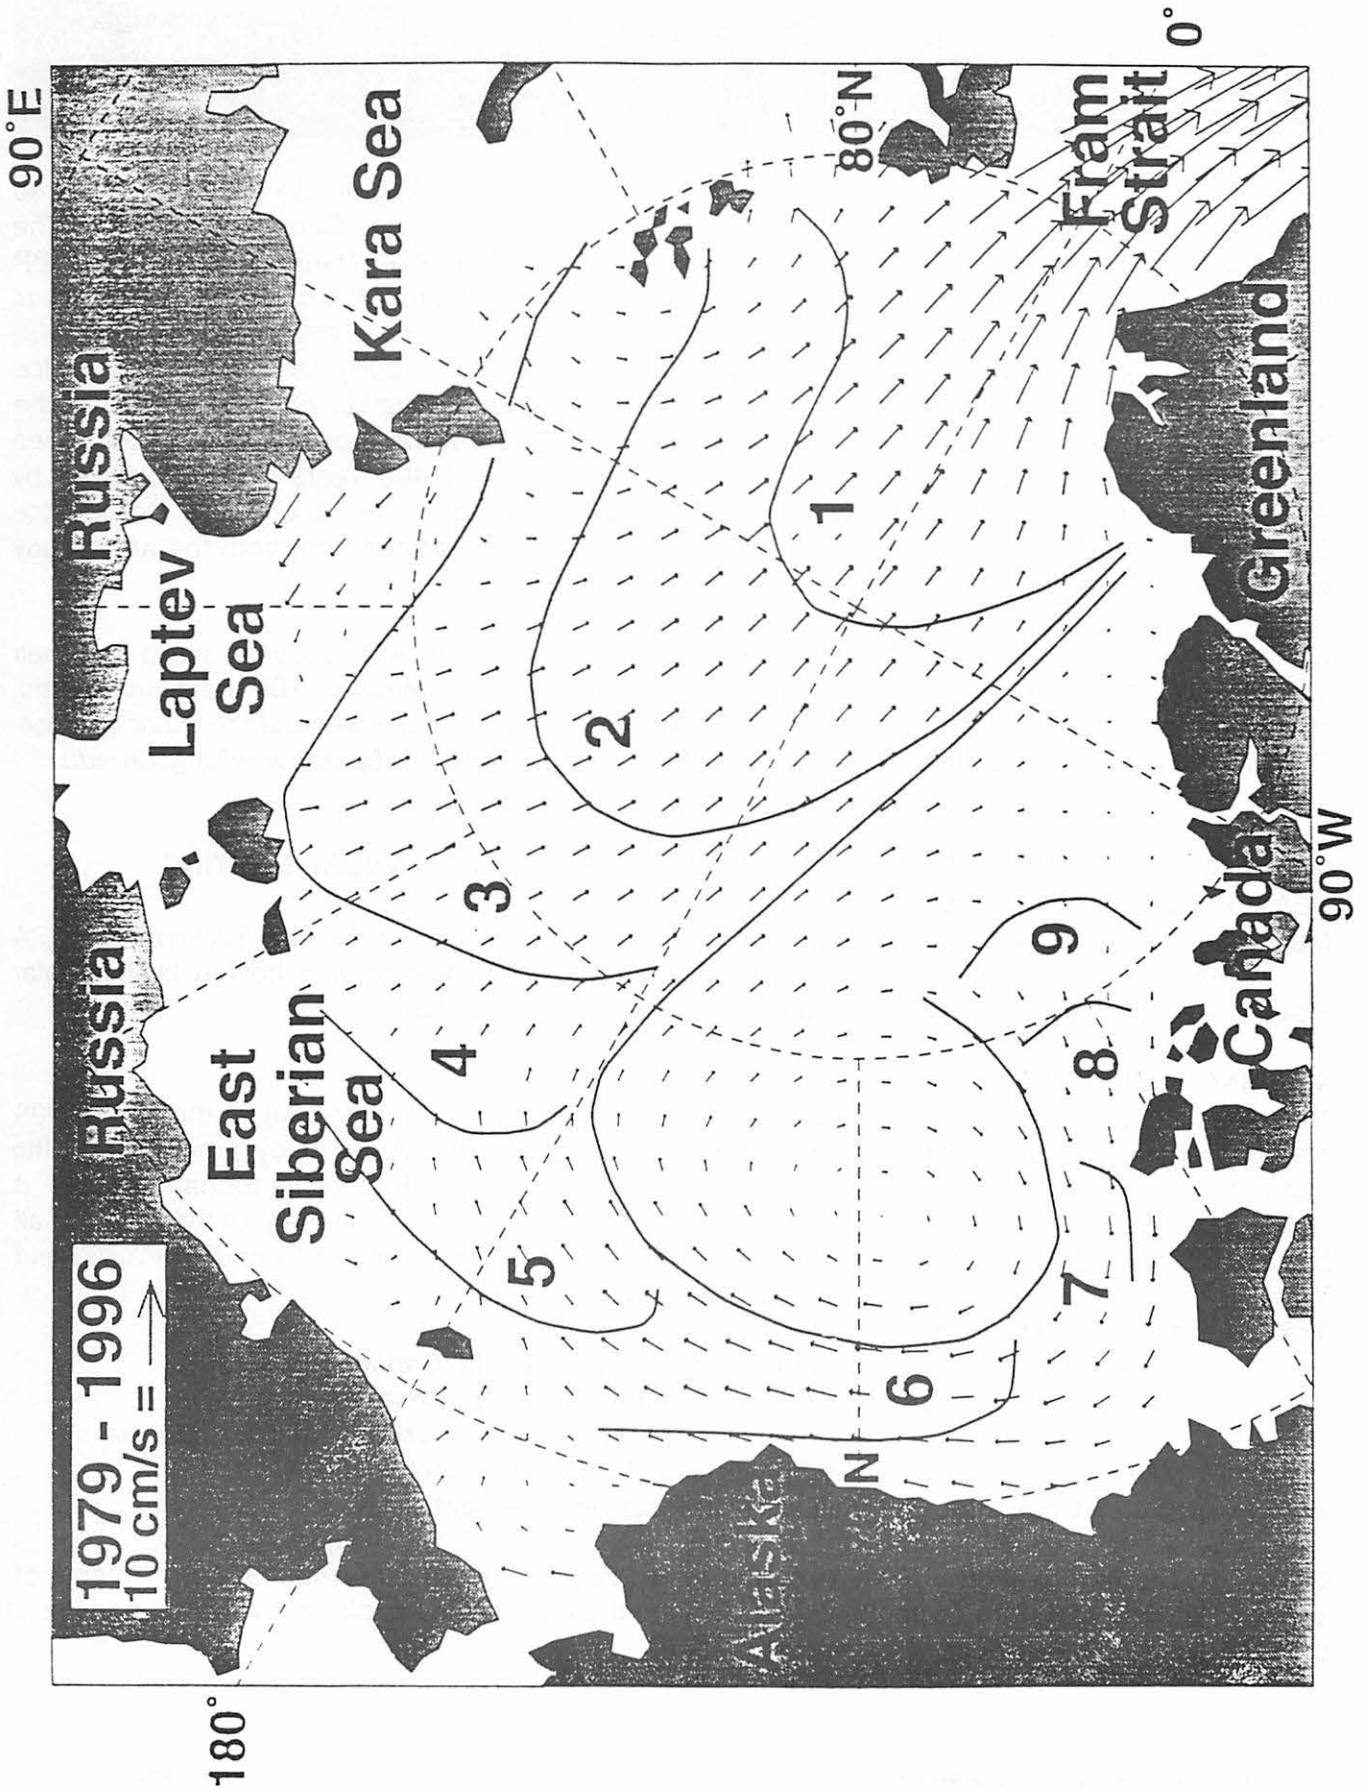 1979 - 1996
10 cm/s =
180°
90°E
0°
90°W
80°N
N
Russia
Russia
Laptev
Sea
Kara Sea
East
Siberian
Sea
Fram
Strait
Greenland
Canada
Alaska
1
2
3
4
5
6
7
8
9